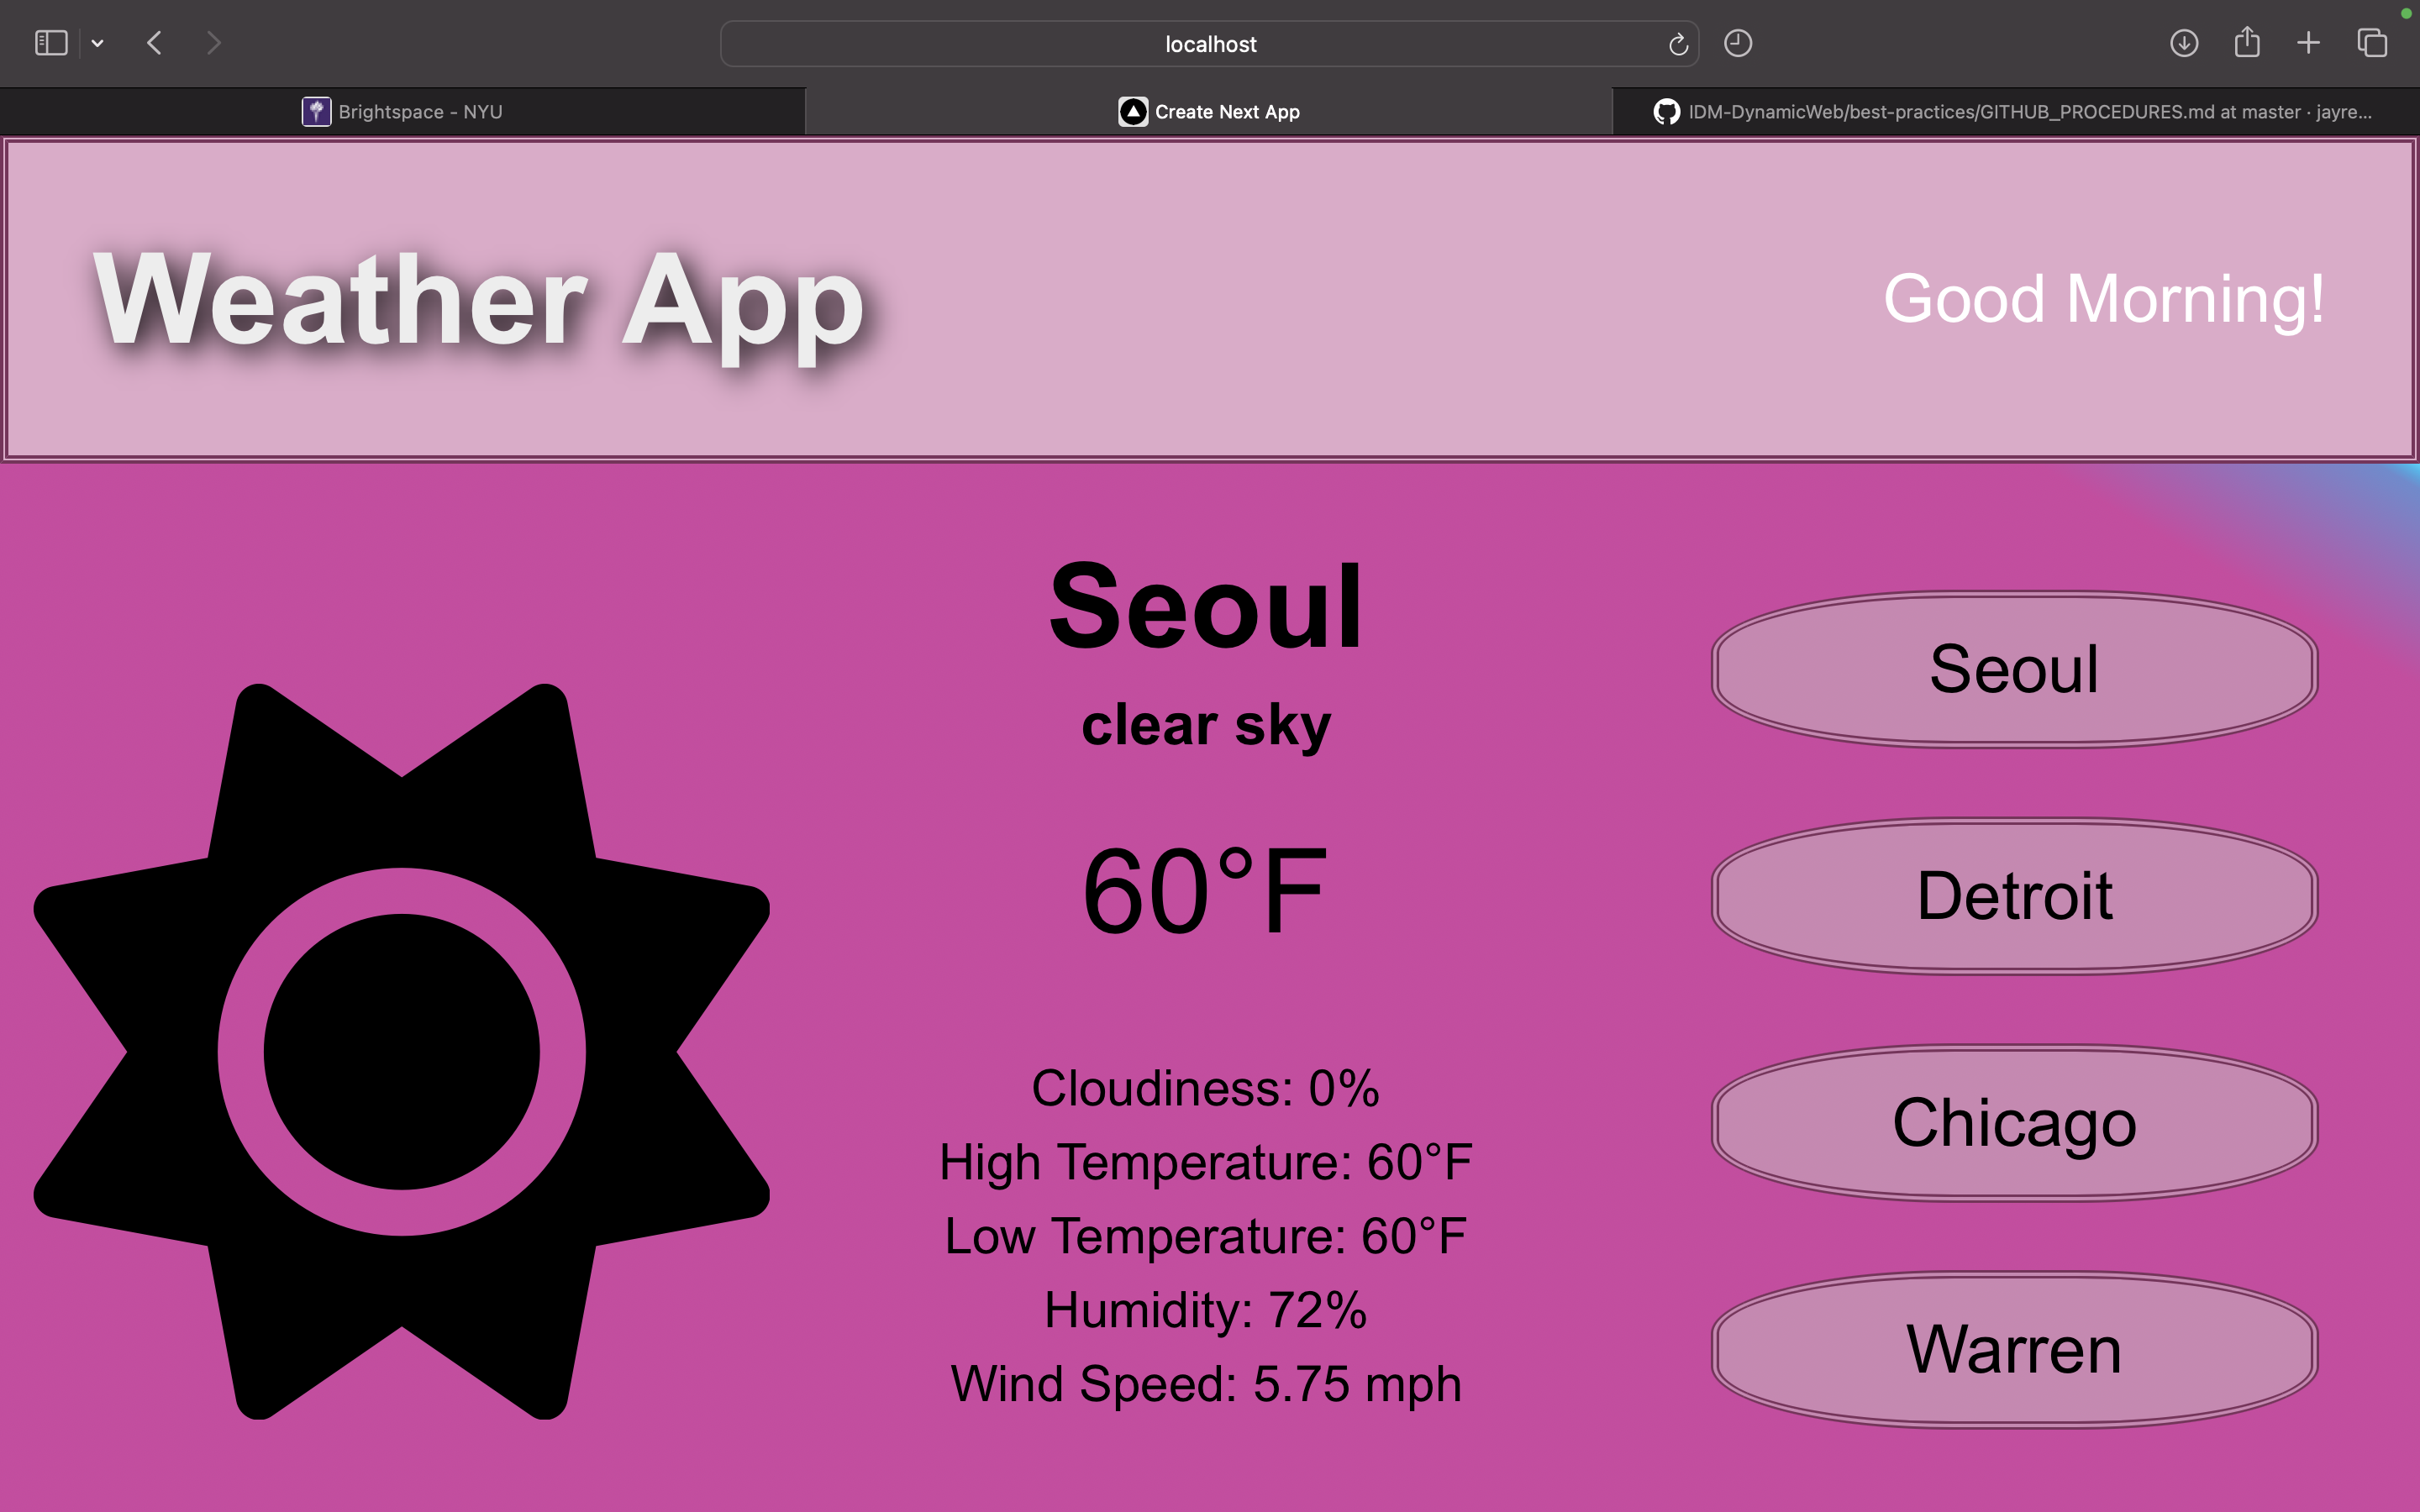 localhost
Brightspace - NYU
Create Next App
IDM-DynamicWeb/best-practices/GITHUB_PROCEDURES.md at master · jayre...
Weather App
Good Morning!
Seoul
clear sky
60°F
Cloudiness: 0%
High Temperature: 60°F
Low Temperature: 60°F
Humidity: 72%
Wind Speed: 5.75 mph
Seoul
Detroit
Chicago
Warren